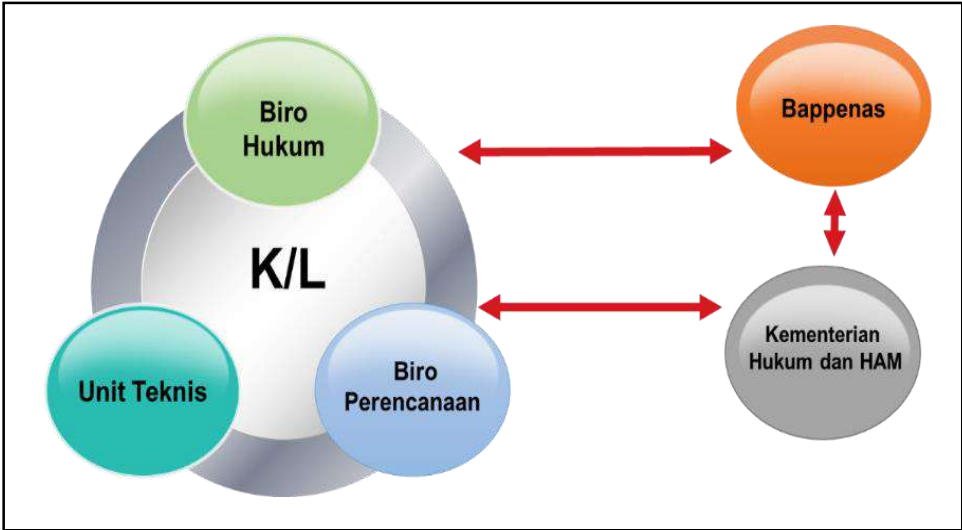 Biro
Hukum
Bappenas
K/L
Kementerian
Hukum dan HAM
Unit Teknis
Biro
Perencanaan